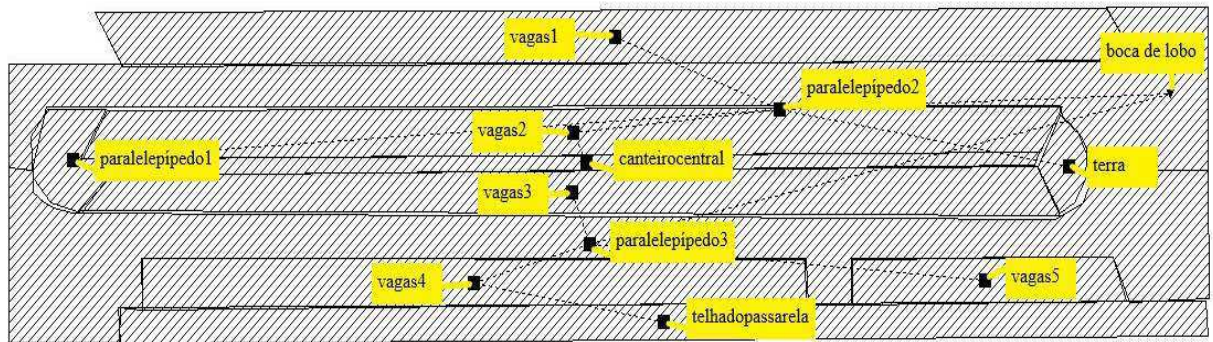 vagas1
boca de lobo
paralelepípedo2
vagas2
paralelepípedo1
canteirocentral
terra
vagas3
paralelepípedo3
vagas4
vagas5
telhadopassarela